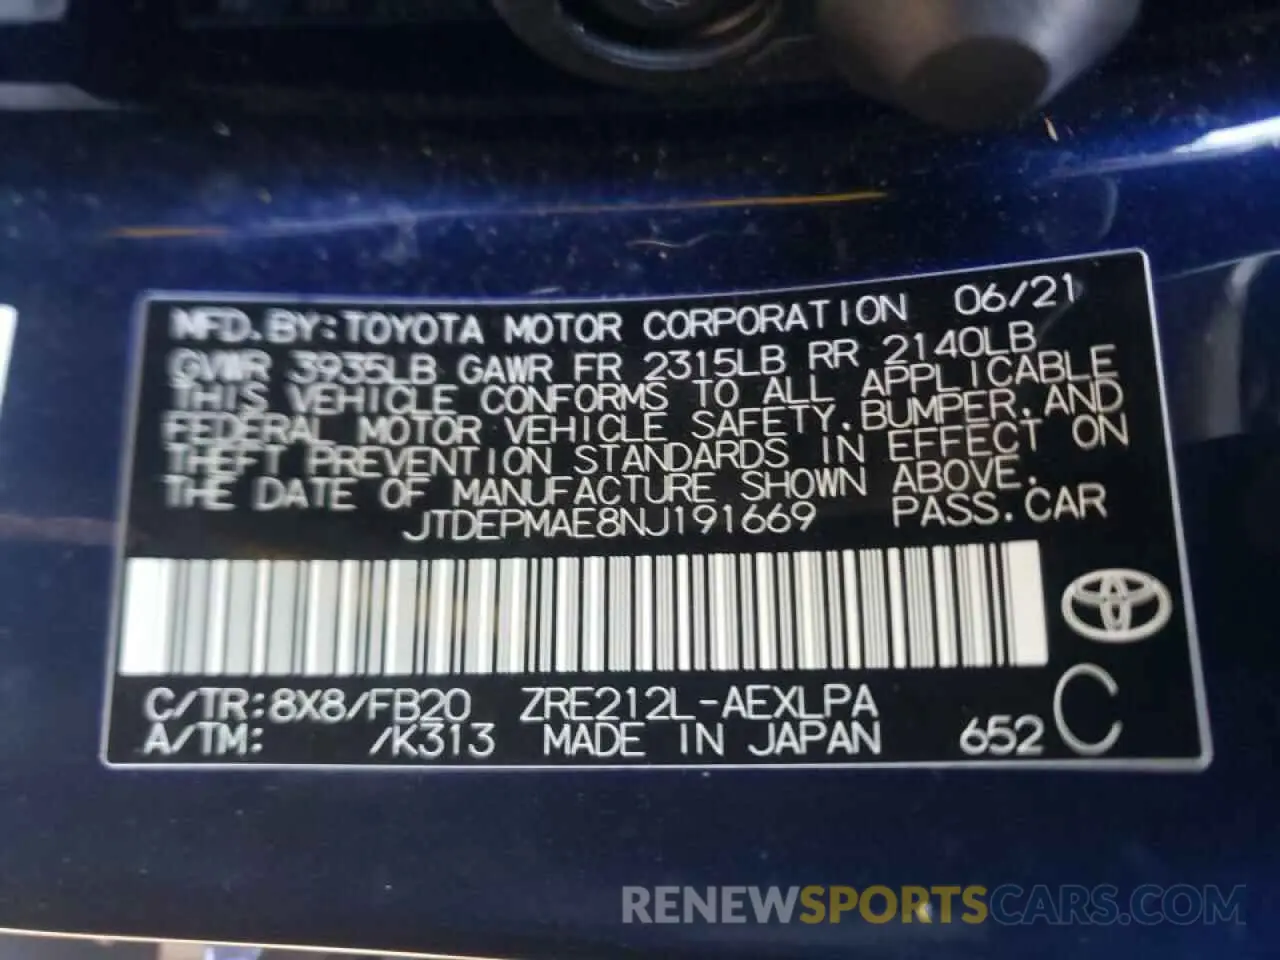 MFD.BY:TOYOTA MOTOR CORPORATION 06/21
GVWR 3935LB GAWR FR 2315LB RR 2140LB
THIS VEHICLE CONFORMS TO ALL APPLICABLE
FEDERAL MOTOR VEHICLE SAFETY,BUMPER,AND
THEFT PREVENTION STANDARDS IN EFFECT ON
THE DATE OF MANUFACTURE SHOWN ABOVE.
JTDEPMAE8NJ191669 PASS.CAR
C/TR:8X8/FB20 ZRE212L-AEXLPA
A/TM: /K313 MADE IN JAPAN 652 C
RENEWSPORTSCARS.COM